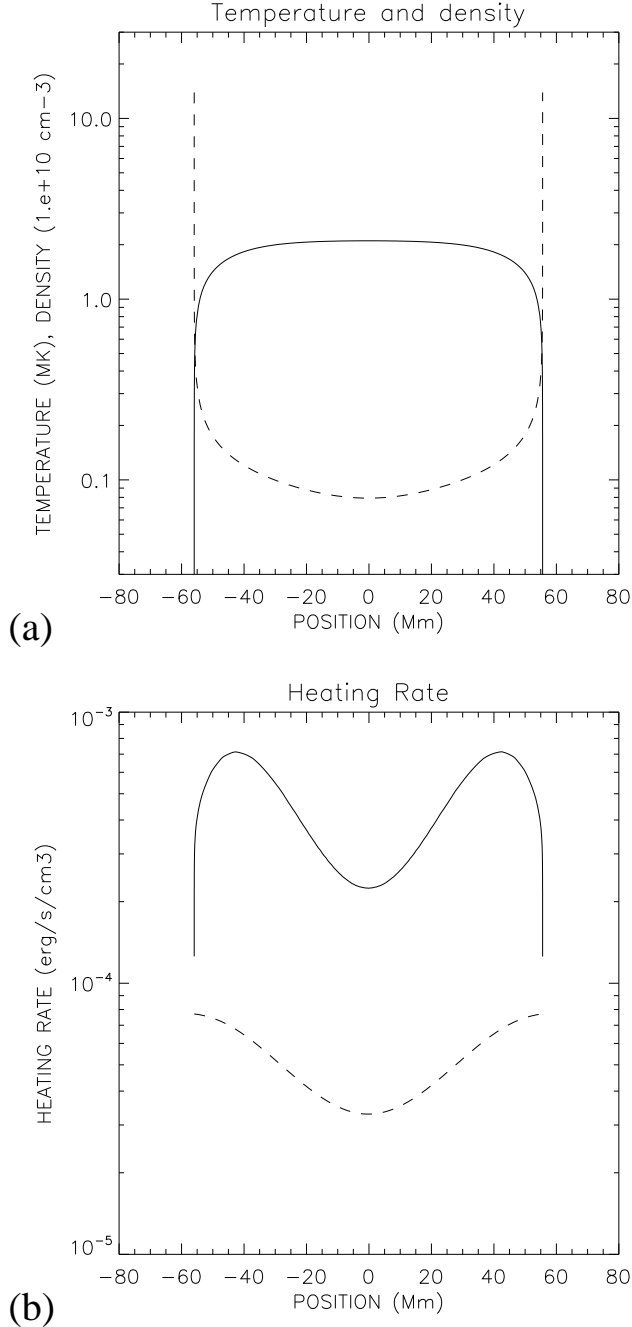 Temperature and density
TEMPERATURE (MK), DENSITY (1.e+10 cm-3)
10.0
1.0
0.1
-80 -60 -40 -20 0 20 40 60 80
POSITION (Mm)
(a)
Heating Rate
HEATING RATE (erg/s/cm3)
10-3
10-4
10-5
-80 -60 -40 -20 0 20 40 60 80
POSITION (Mm)
(b)